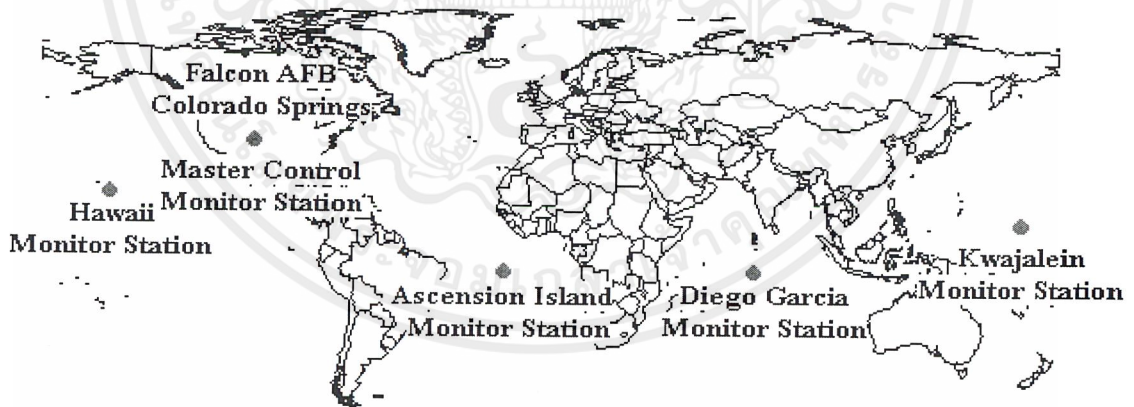 Falcon AFB
Colorado Springs
Master Control
Monitor Station
Hawaii
Monitor Station
Ascension Island
Monitor Station
Diego Garcia
Monitor Station
Kwajalein
Monitor Station